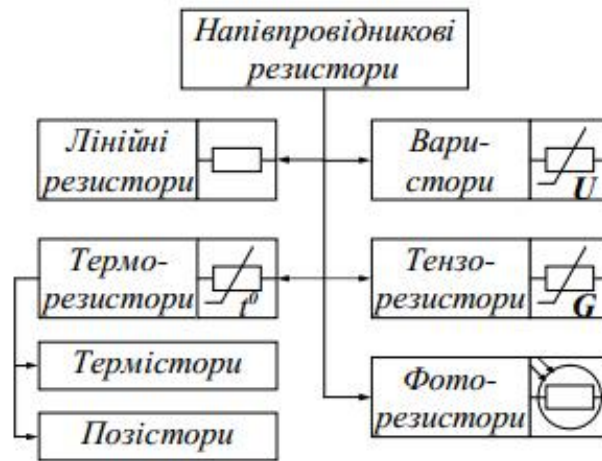 Напівпровідникові
резистори
Лінійні
резистори
Вари-
стори
U
Термо-
резистори
t⁰
Тензо-
резистори
G
Термістори
Фото-
резистори
Позістори